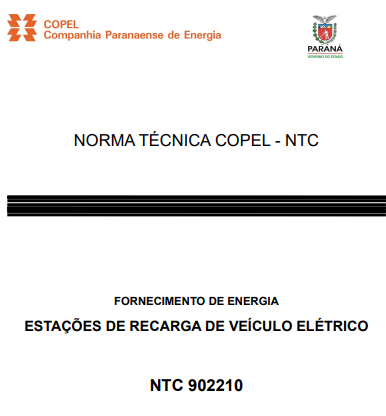 COPEL
Companhia Paranaense de Energia
PARANÁ
GOVERNO DO ESTADO
NORMA TÉCNICA COPEL - NTC
FORNECIMENTO DE ENERGIA
ESTAÇÕES DE RECARGA DE VEÍCULO ELÉTRICO
NTC 902210